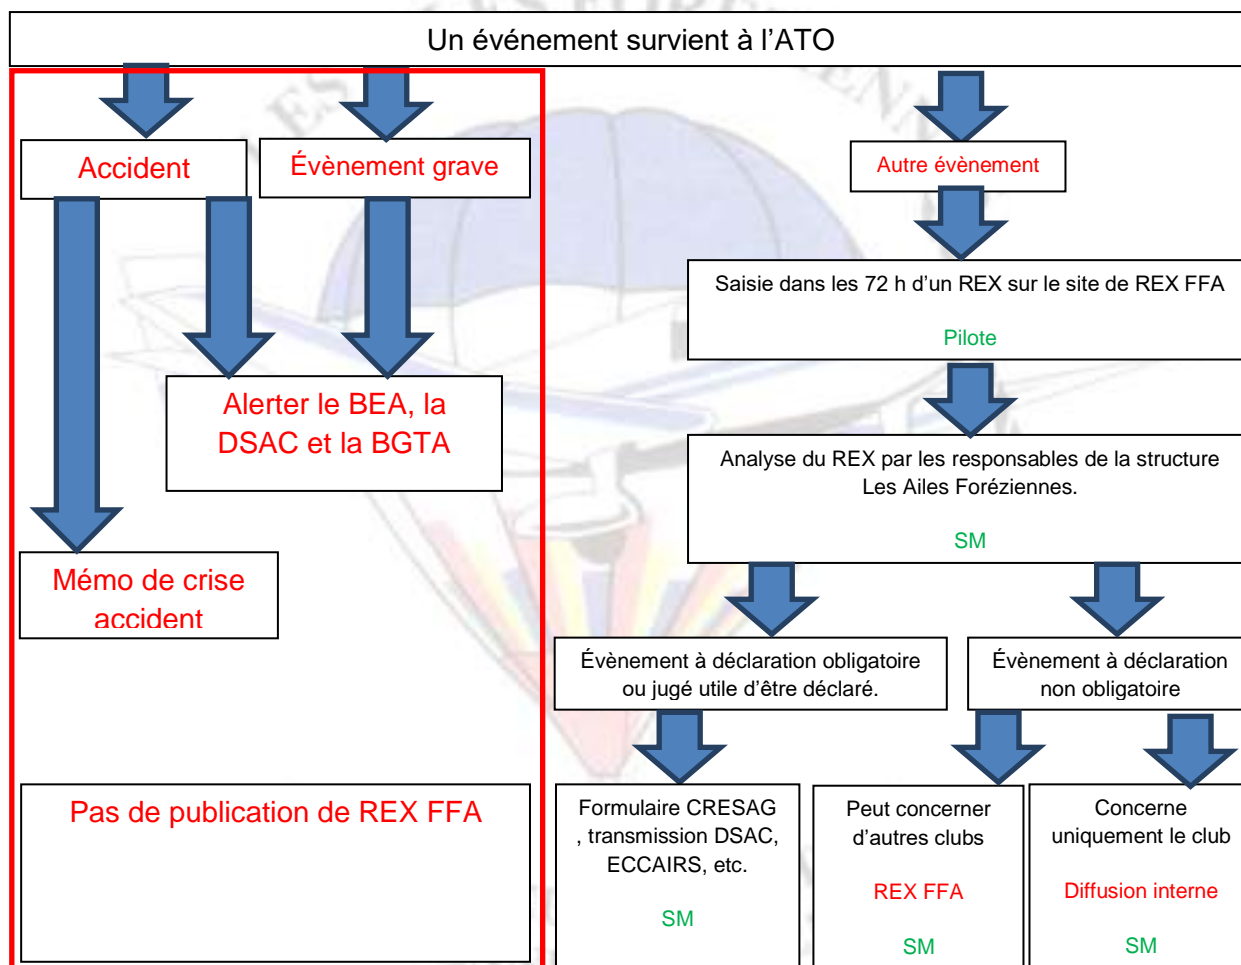 Un événement survient à l'ATO
Accident
Évènement grave
Autre évènement
Saisie dans les 72 h d'un REX sur le site de REX FFA
Pilote
Alerter le BEA, la
DSAC et la BGTA
Analyse du REX par les responsables de la structure
Les Ailes Foréziennes.
SM
Mémo de crise
accident
Évènement à déclaration obligatoire
ou jugé utile d'être déclaré.
Évènement à déclaration
non obligatoire
Pas de publication de REX FFA
Formulaire CRESAG
, transmission DSAC,
ECCAIRS, etc.
SM
Peut concerner
d'autres clubs
REX FFA
SM
Concerne
uniquement le club
Diffusion interne
SM